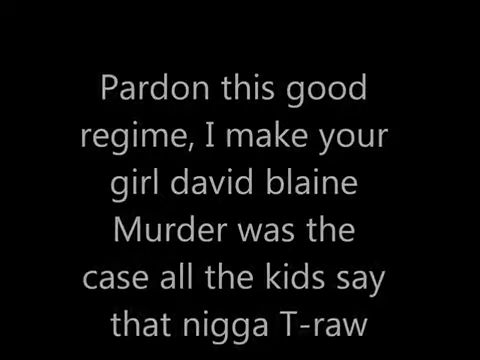 Pardon this good
regime, I make your
girl david blaine
Murder was the
case all the kids say
that nigga T-raw